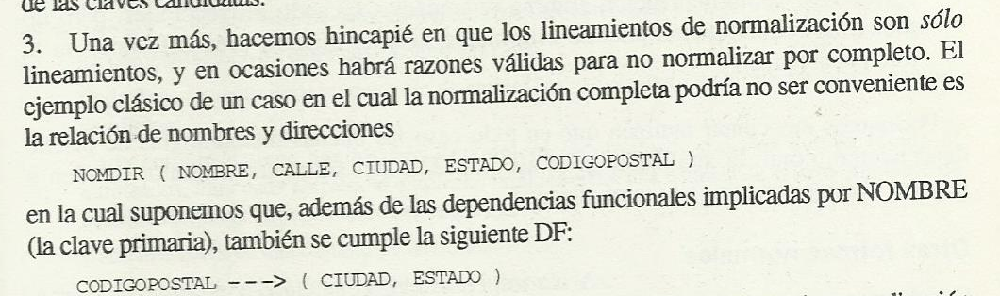 de las claves candidatas.
3. Una vez más, hacemos hincapié en que los lineamientos de normalización son sólo
lineamientos, y en ocasiones habrá razones válidas para no normalizar por completo. El
ejemplo clásico de un caso en el cual la normalización completa podría no ser conveniente es
la relación de nombres y direcciones
NOMDIR ( NOMBRE, CALLE, CIUDAD, ESTADO, CODIGOPOSTAL )
en la cual suponemos que, además de las dependencias funcionales implicadas por NOMBRE
(la clave primaria), también se cumple la siguiente DF:
CODIGOPOSTAL ---> ( CIUDAD, ESTADO )